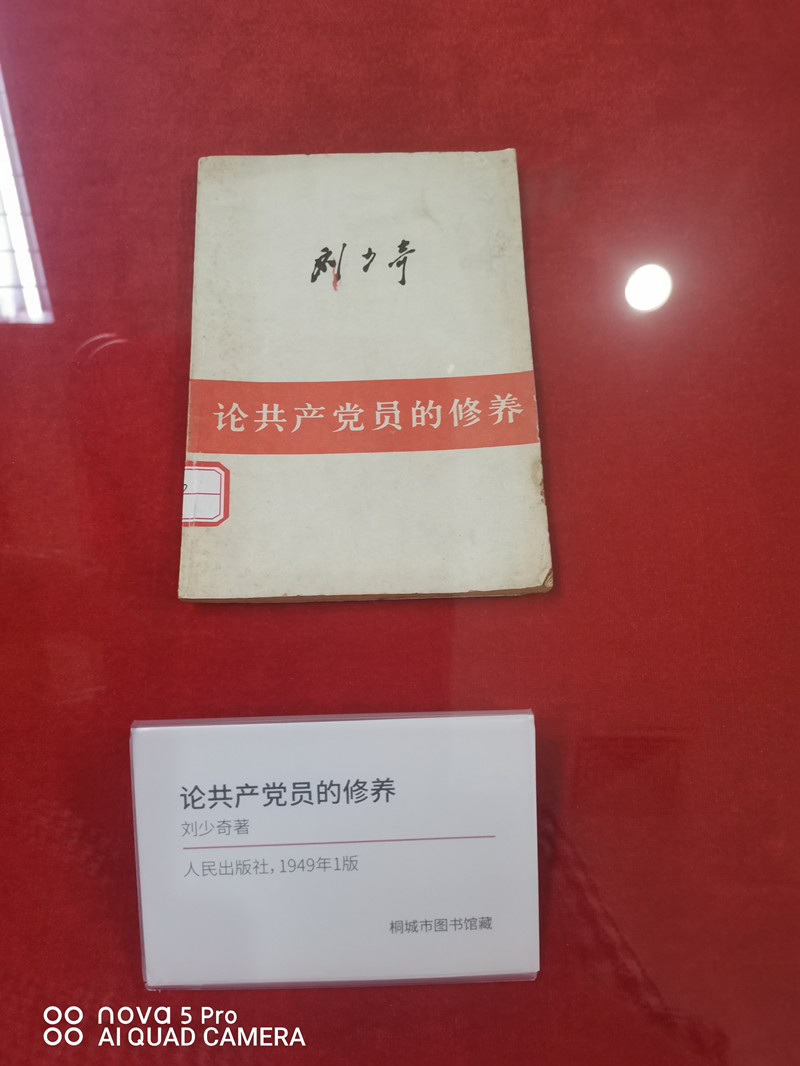 刘少奇
论共产党员的修养
论共产党员的修养
刘少奇著
人民出版社，1949年1版
桐城市图书馆藏
nova 5 Pro
AI QUAD CAMERA